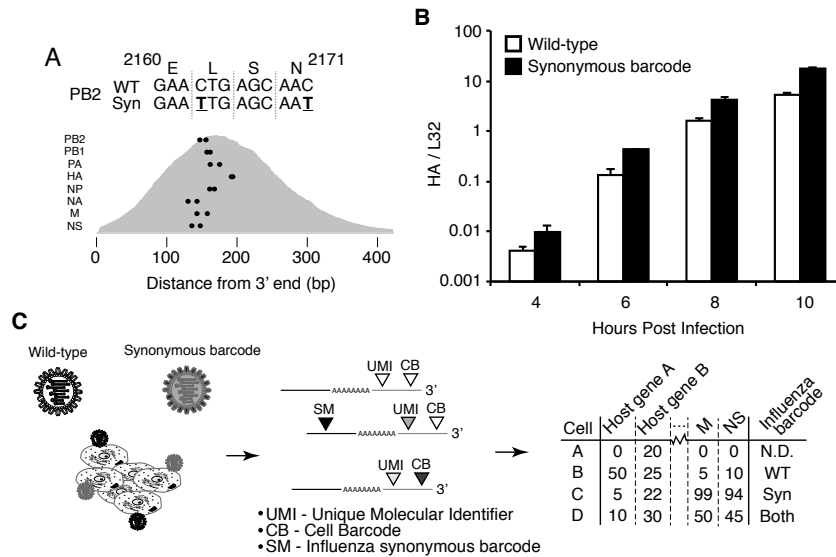 A
2160 E L S N 2171
PB2
WT GAA CTG AGC AAC
Syn GAA TTG AGC AAT
PB2
PB1
PA
HA
NP
NA
M
NS
0 100 200 300 400
Distance from 3' end (bp)
B
Wild-type
Synonymous barcode
HA / L32
100
10
1
0.1
0.01
0.001
4 6 8 10
Hours Post Infection
C
Wild-type
Synonymous barcode
UMI CB
AAAAAAAA 3'
SM UMI CB
AAAAAAAA 3'
UMI CB
AAAAAAAA 3'
•UMI - Unique Molecular Identifier
•CB - Cell Barcode
•SM - Influenza synonymous barcode
Cell Host gene A Host gene B ... M NS Influenza barcode
A 0 20 0 0 N.D.
B 50 25 5 10 WT
C 5 22 99 94 Syn
D 10 30 50 45 Both